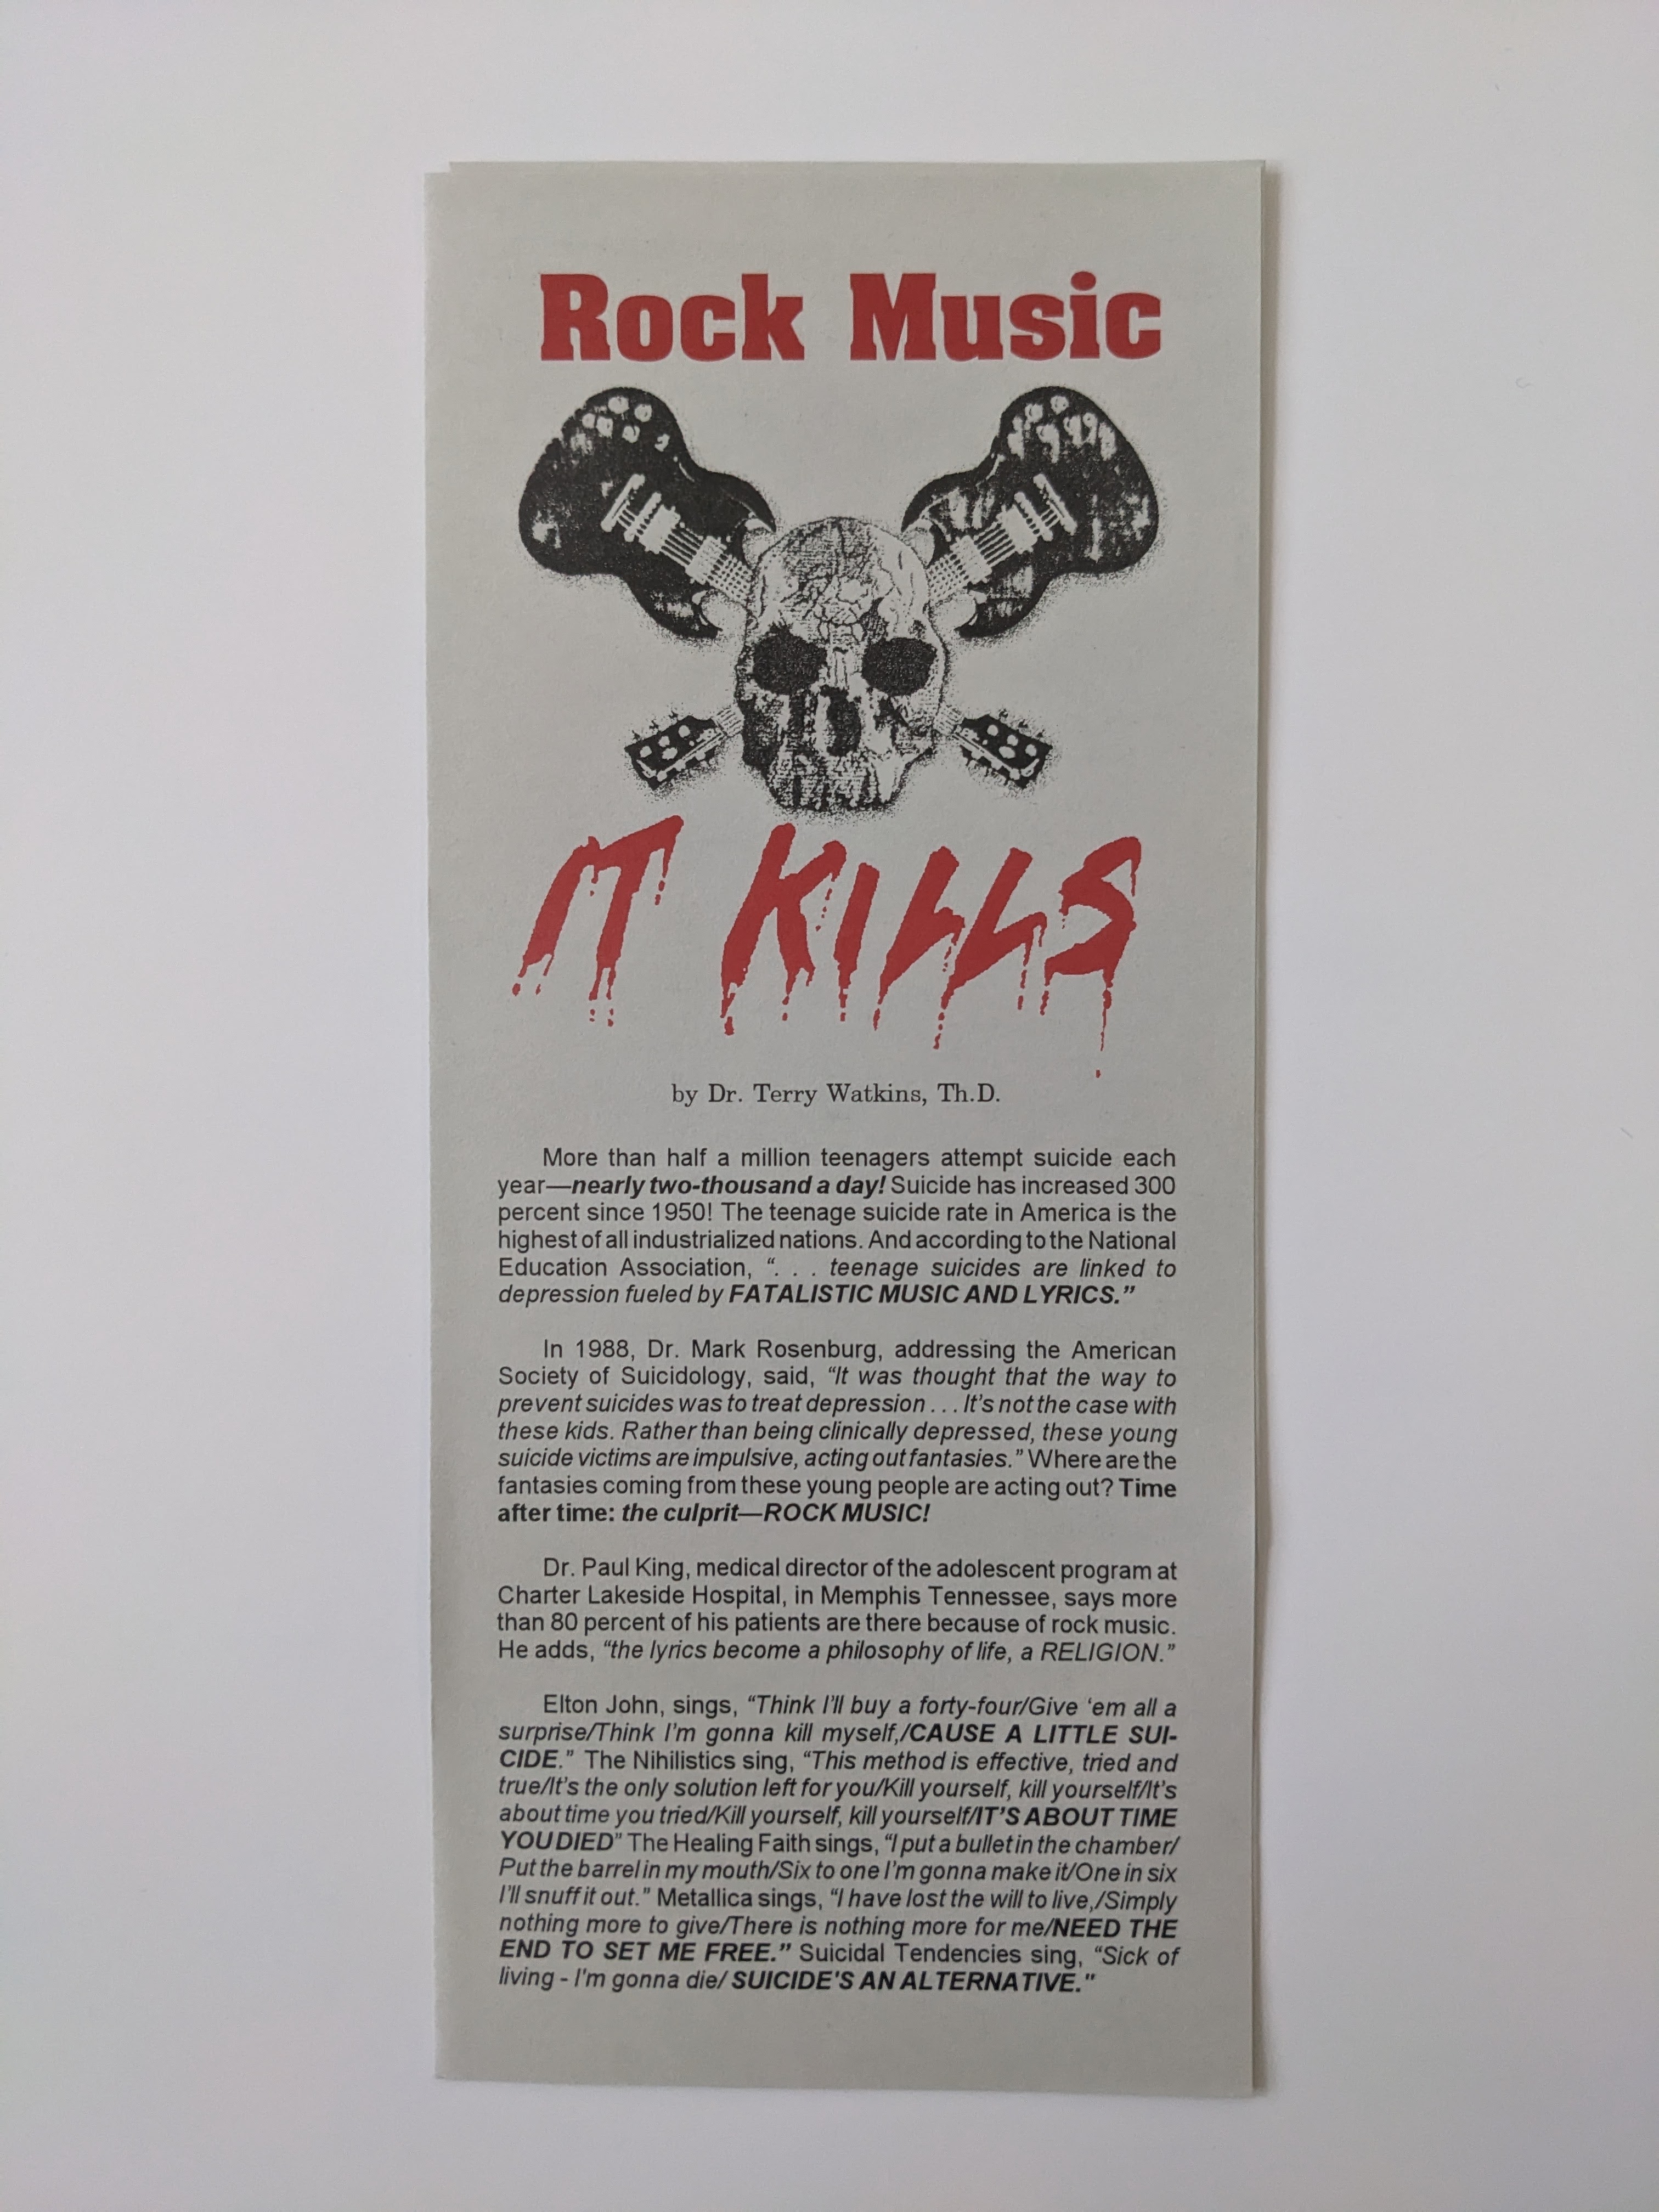 Rock Music
IT KILLS
by Dr. Terry Watkins, Th.D.
More than half a million teenagers attempt suicide each
year—nearly two-thousand a day! Suicide has increased 300
percent since 1950! The teenage suicide rate in America is the
highest of all industrialized nations. And according to the National
Education Association, “. . . teenage suicides are linked to
depression fueled by FATALISTIC MUSIC AND LYRICS.”
In 1988, Dr. Mark Rosenburg, addressing the American
Society of Suicidology, said, “It was thought that the way to
prevent suicides was to treat depression . . . It’s not the case with
these kids. Rather than being clinically depressed, these young
suicide victims are impulsive, acting out fantasies.” Where are the
fantasies coming from these young people are acting out? Time
after time: the culprit—ROCK MUSIC!
Dr. Paul King, medical director of the adolescent program at
Charter Lakeside Hospital, in Memphis Tennessee, says more
than 80 percent of his patients are there because of rock music.
He adds, “the lyrics become a philosophy of life, a RELIGION.”
Elton John, sings, “Think I’ll buy a forty-four/Give ‘em all a
surprise/Think I’m gonna kill myself,/CAUSE A LITTLE SUI-
CIDE.” The Nihilistics sing, “This method is effective, tried and
true/It’s the only solution left for you/Kill yourself, kill yourself/It’s
about time you tried/Kill yourself, kill yourself/IT’S ABOUT TIME
YOU DIED” The Healing Faith sings, “I put a bullet in the chamber/
Put the barrel in my mouth/Six to one I’m gonna make it/One in six
I’ll snuff it out.” Metallica sings, “I have lost the will to live,/Simply
nothing more to give/There is nothing more for me/NEED THE
END TO SET ME FREE.” Suicidal Tendencies sing, “Sick of
living - I'm gonna die/ SUICIDE'S AN ALTERNATIVE."